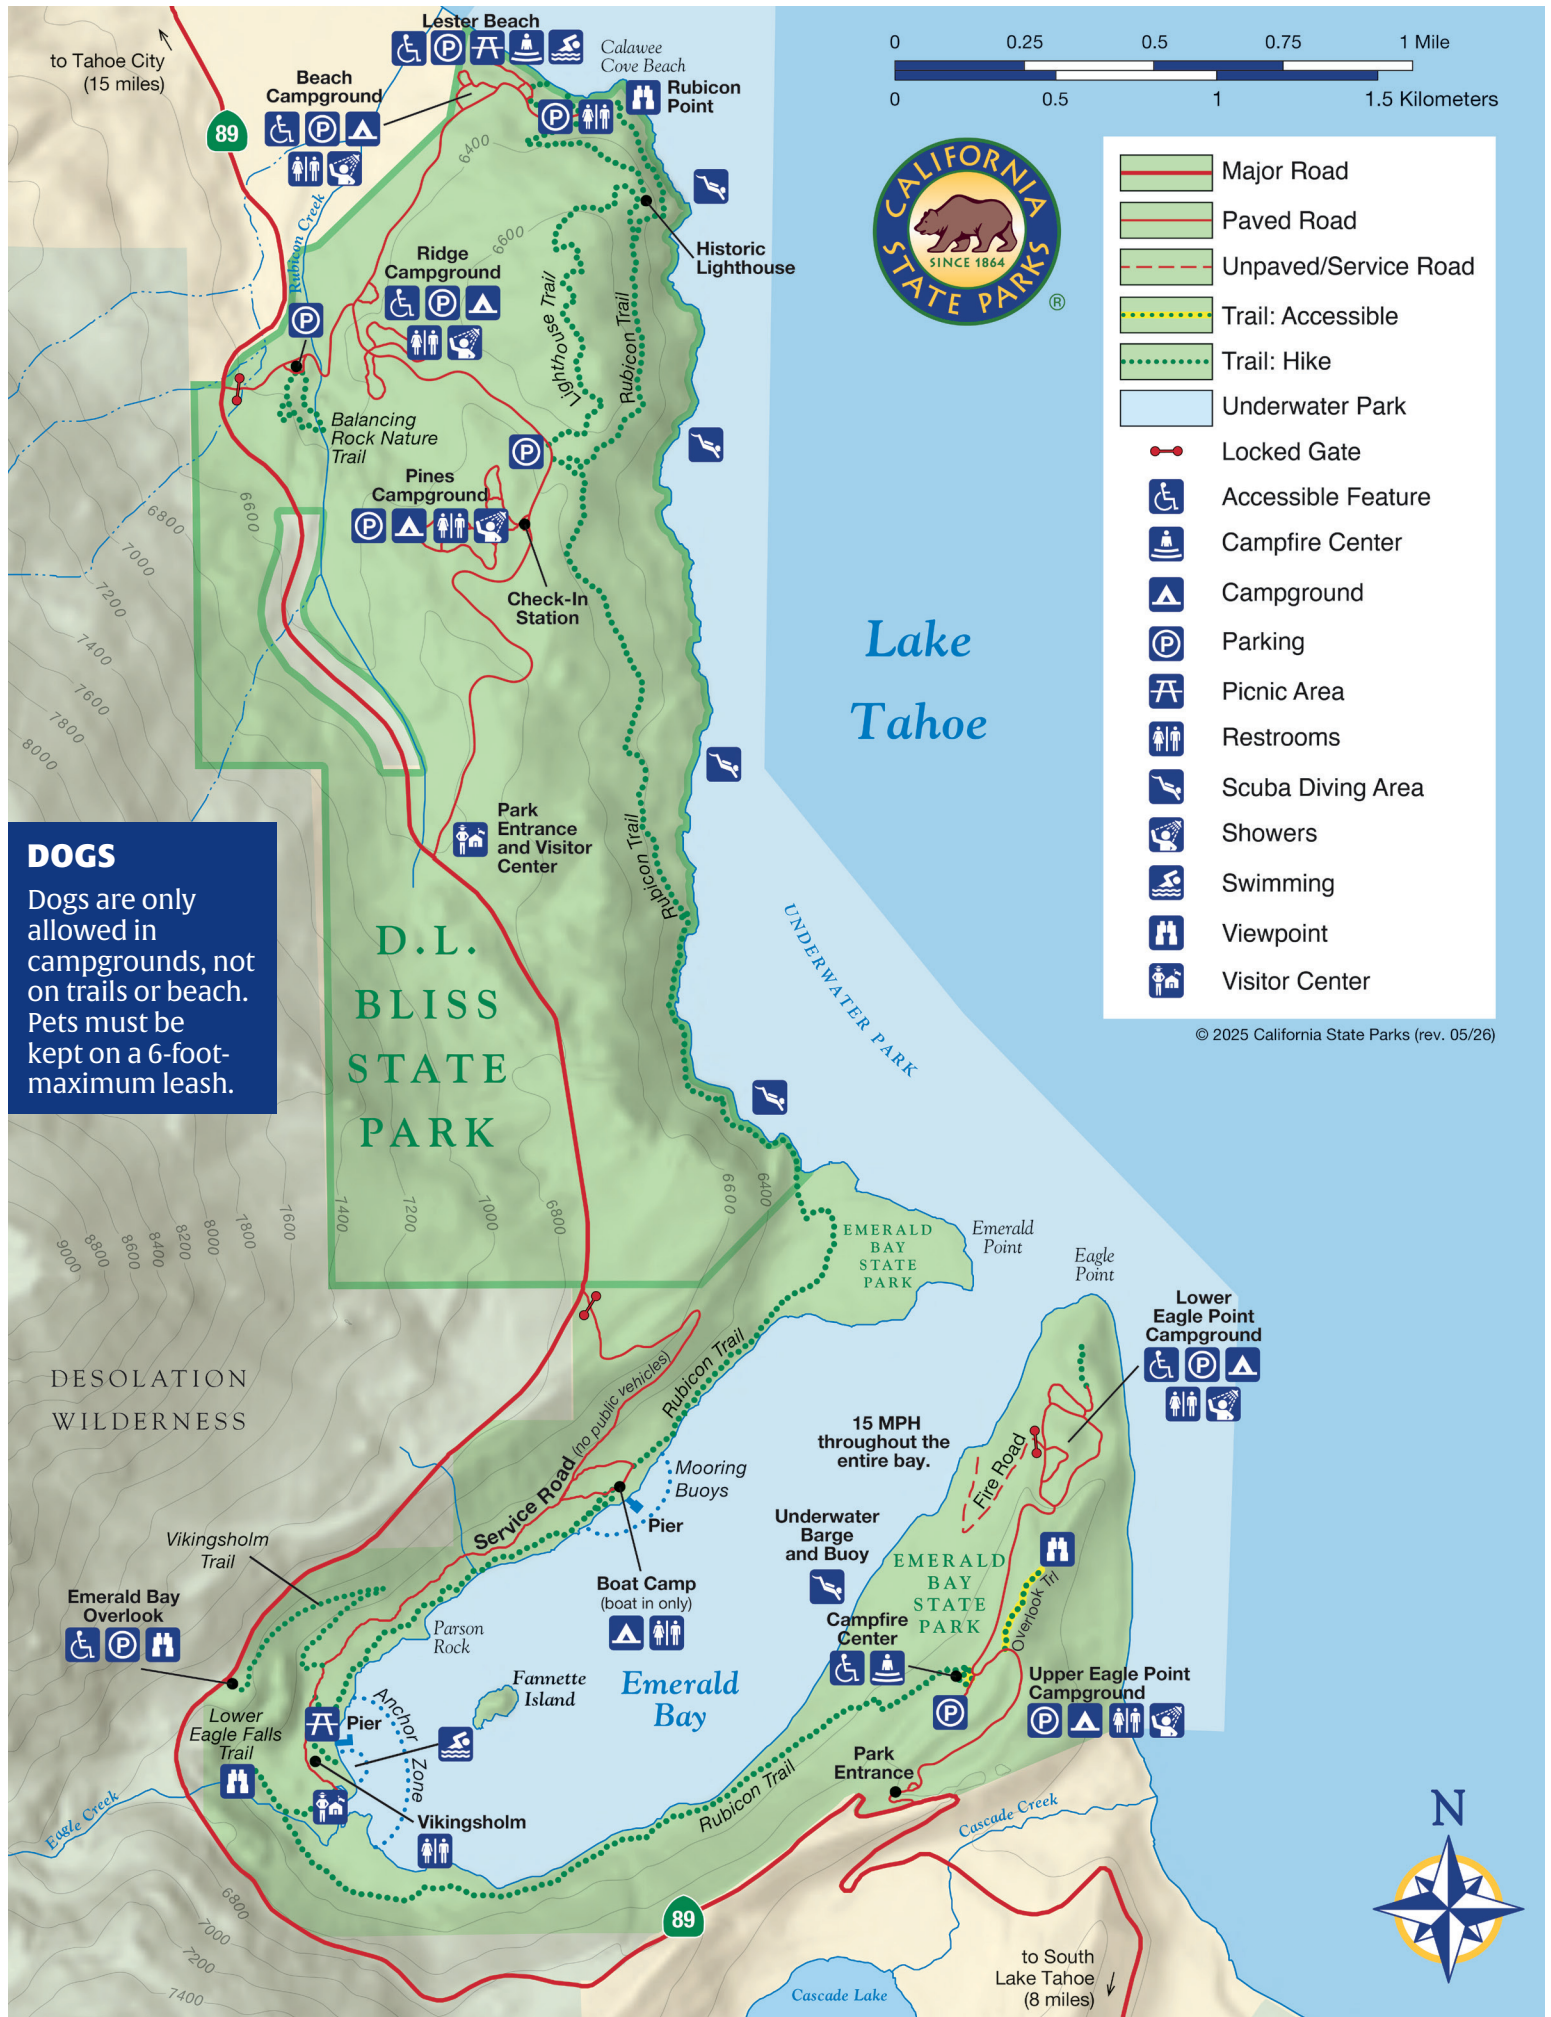 to Tahoe City
(15 miles)
89
Lester Beach
Calawee
Cove Beach
Beach
Campground
Rubicon
Point
0
0.25
0.5
0.75
1 Mile
0
0.5
1
1.5 Kilometers
6400
6600
Rubicon Creek
Ridge
Campground
Historic
Lighthouse
Lighthouse Trail
Rubicon Trail
Balancing
Rock Nature
Trail
Pines
Campground
Check-In
Station
6600
6800
7000
7200
7400
7600
7800
8000
CALIFORNIA
STATE PARKS
SINCE 1864
®
Major Road
Paved Road
Unpaved/Service Road
Trail: Accessible
Trail: Hike
Underwater Park
Locked Gate
Accessible Feature
Campfire Center
Campground
Parking
Picnic Area
Restrooms
Scuba Diving Area
Showers
Swimming
Viewpoint
Visitor Center
© 2025 California State Parks (rev. 05/26)
Lake
Tahoe
Park
Entrance
and Visitor
Center
Rubicon Trail
DOGS
Dogs are only
allowed in
campgrounds, not
on trails or beach.
Pets must be
kept on a 6-foot-
maximum leash.
D.L.
BLISS
STATE
PARK
UNDERWATER PARK
9000
8800
8600
8400
8200
8000
7800
7600
7400
7200
7000
6800
6600
6400
EMERALD
BAY
STATE
PARK
Emerald
Point
Eagle
Point
Lower
Eagle Point
Campground
DESOLATION
WILDERNESS
Rubicon Trail
Service Road (no public vehicles)
15 MPH
throughout the
entire bay.
Fire Road
Mooring
Buoys
Pier
Underwater
Barge
and Buoy
EMERALD
BAY
STATE
PARK
Overlook Trl
Vikingsholm
Trail
Emerald Bay
Overlook
Boat Camp
(boat in only)
Parson
Rock
Campfire
Center
Fannette
Island
Emerald
Bay
Upper Eagle Point
Campground
Anchor
Zone
Pier
Lower
Eagle Falls
Trail
Park
Entrance
Rubicon Trail
Eagle Creek
Vikingsholm
Cascade Creek
89
6800
7000
7200
7400
to South
Lake Tahoe
(8 miles)
Cascade Lake
N